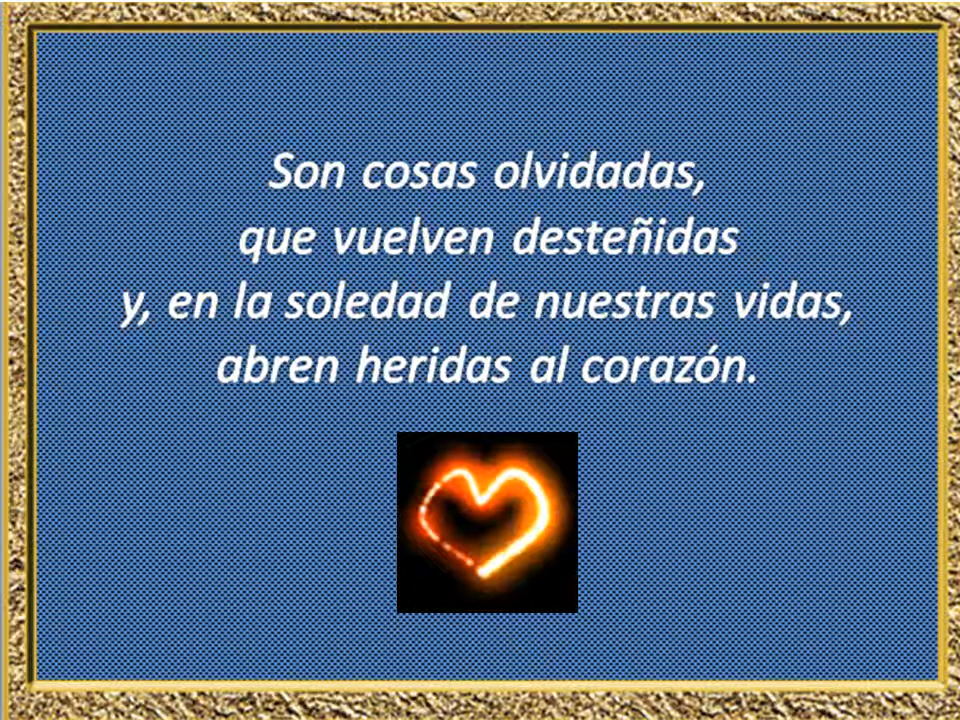 Son cosas olvidadas,
que vuelven desteñidas
y, en la soledad de nuestras vidas,
abren heridas al corazón.